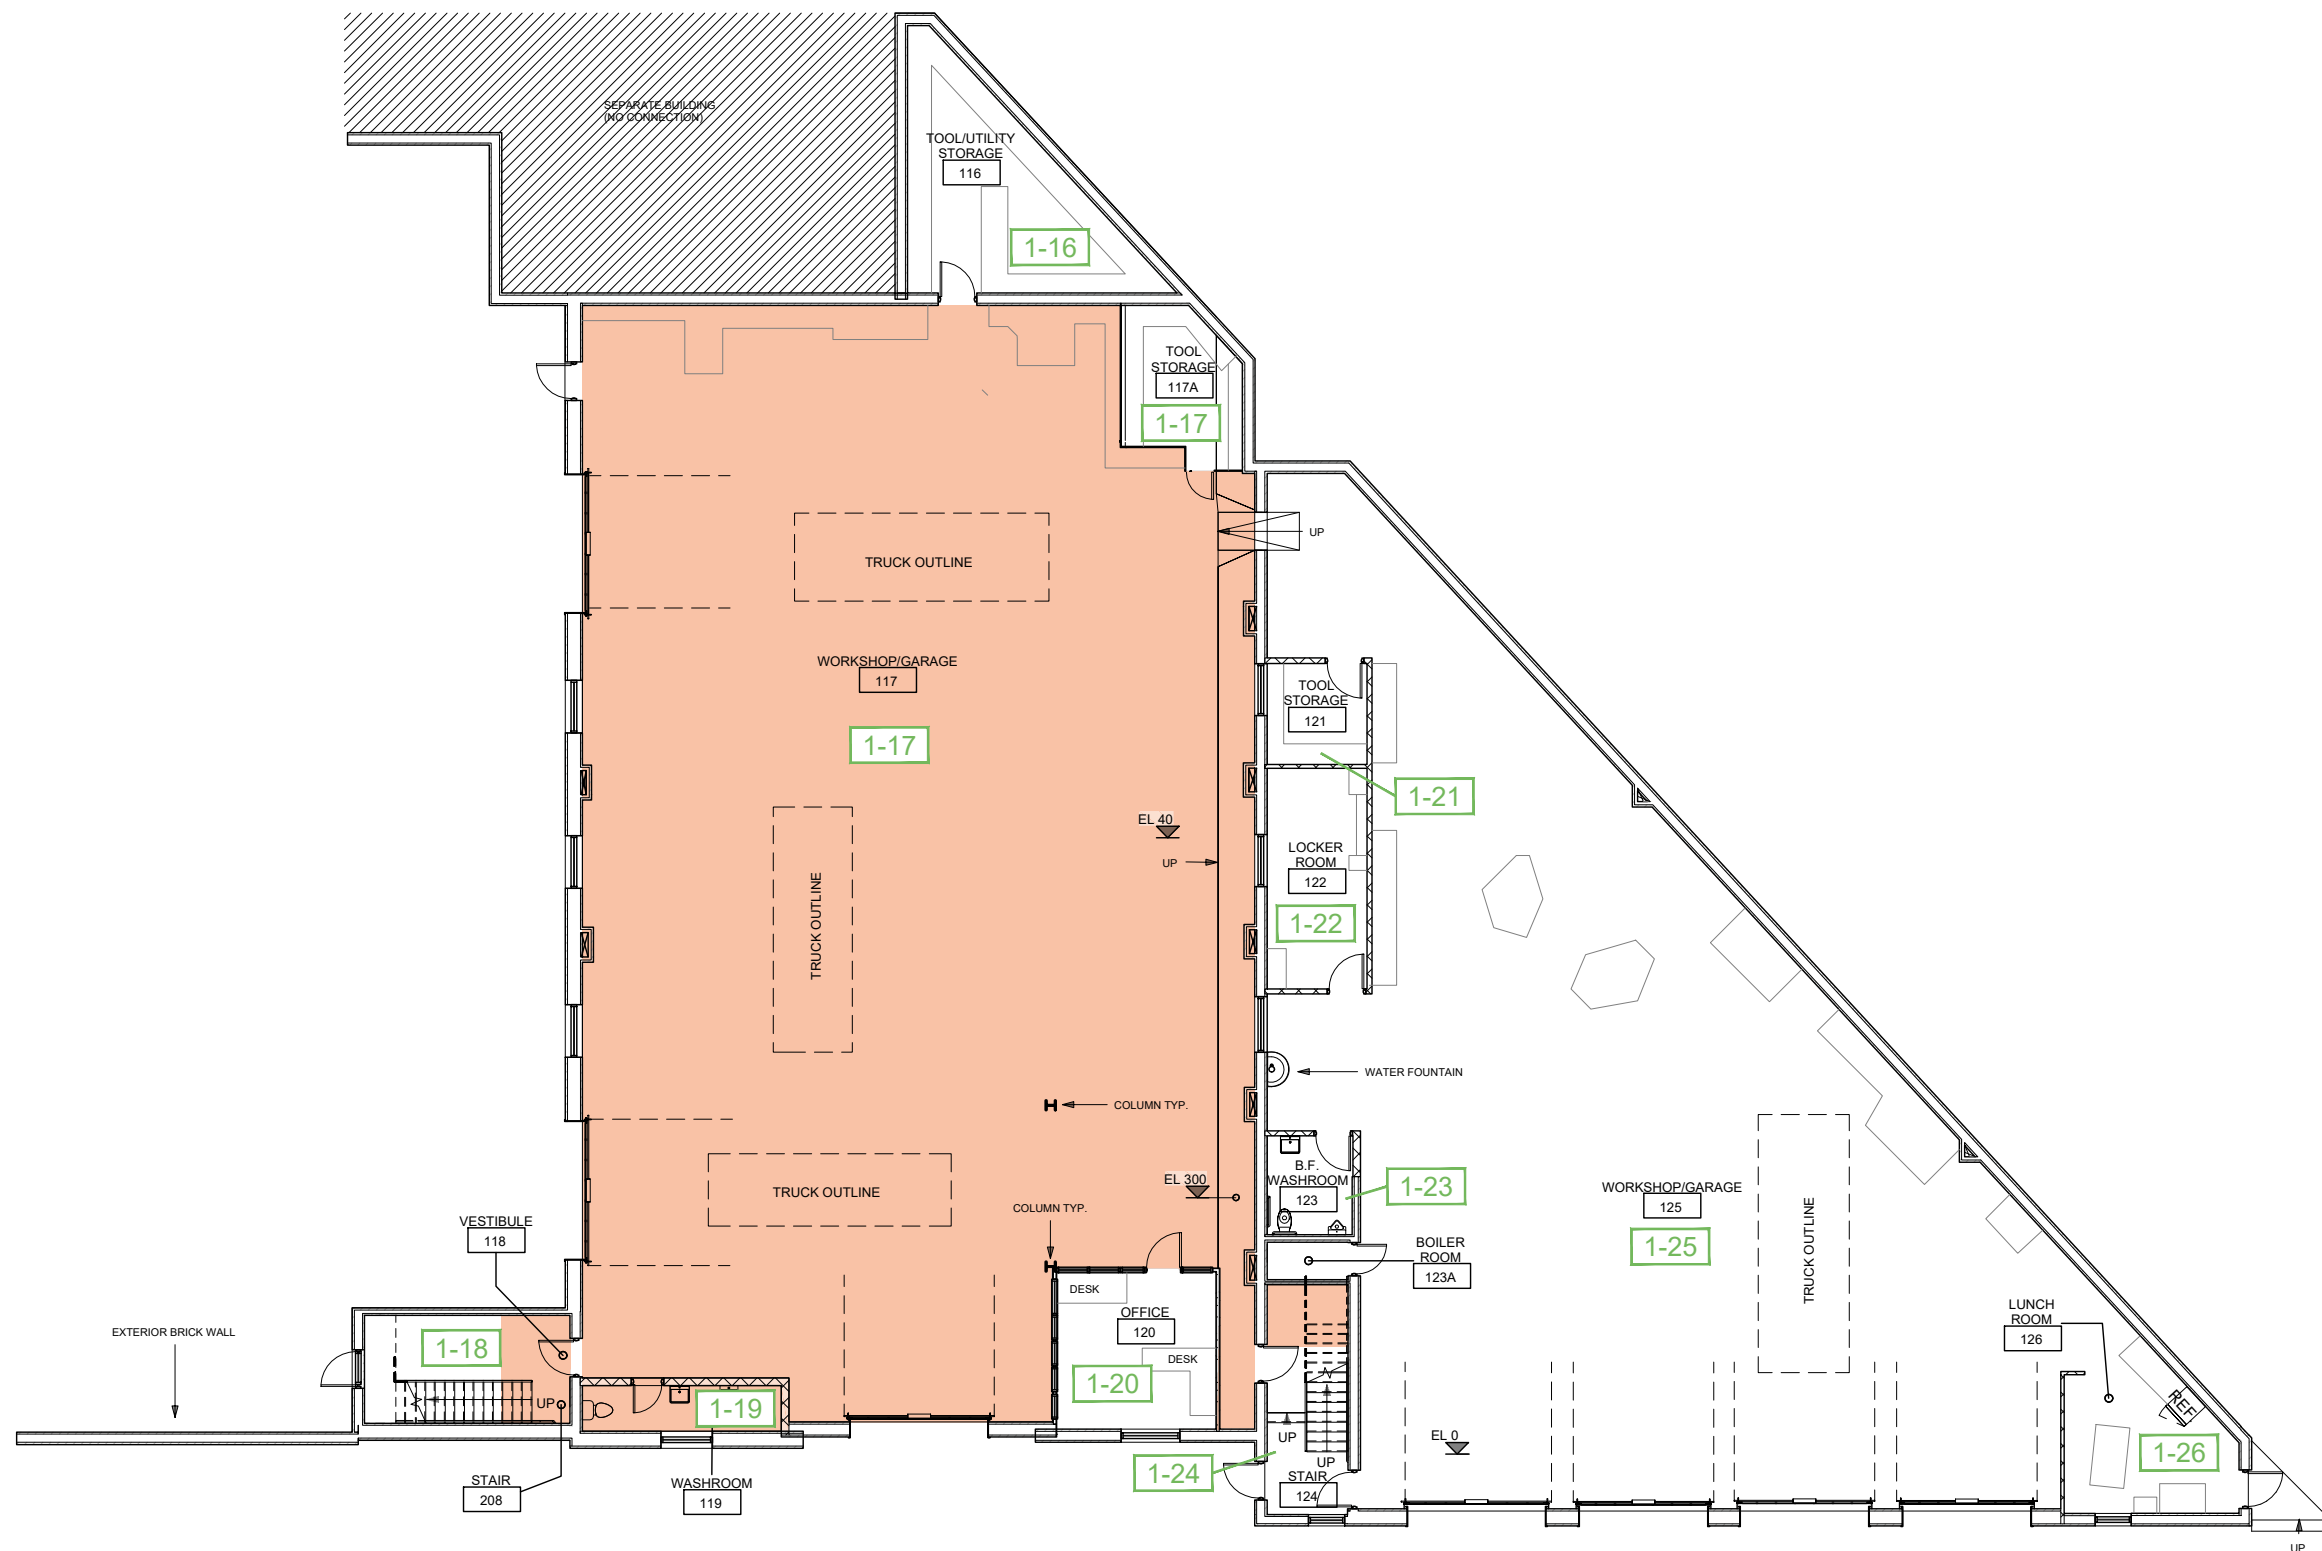 SEPARATE BUILDING
(NO CONNECTION)
TOOL/UTILITY
STORAGE
116
1-16
TOOL
STORAGE
117A
1-17
UP
TRUCK OUTLINE
WORKSHOP/GARAGE
117
1-17
TOOL
STORAGE
121
1-21
EL 40
UP
LOCKER
ROOM
122
1-22
TRUCK OUTLINE
WATER FOUNTAIN
COLUMN TYP.
B.F.
WASHROOM
123
1-23
EL 300
TRUCK OUTLINE
COLUMN TYP.
WORKSHOP/GARAGE
125
1-25
TRUCK OUTLINE
VESTIBULE
118
BOILER
ROOM
123A
DESK
OFFICE
120
DESK
1-20
LUNCH
ROOM
126
EXTERIOR BRICK WALL
1-18
UP
1-19
REF
UP
EL 0
UP
1-24
STAIR
124
1-26
STAIR
208
WASHROOM
119
UP